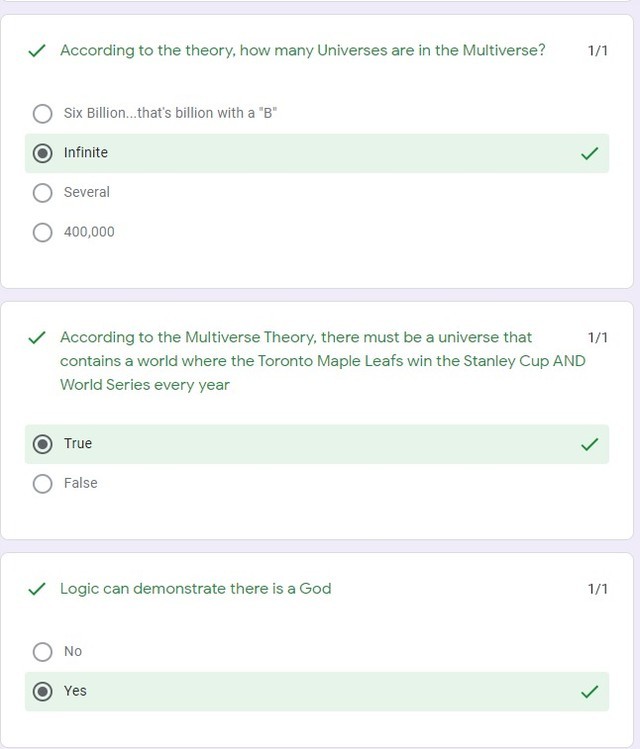 According to the theory, how many Universes are in the Multiverse? 1/1
Six Billion...that's billion with a "B"
Infinite
Several
400,000
According to the Multiverse Theory, there must be a universe that 1/1
contains a world where the Toronto Maple Leafs win the Stanley Cup AND
World Series every year
True
False
Logic can demonstrate there is a God 1/1
No
Yes